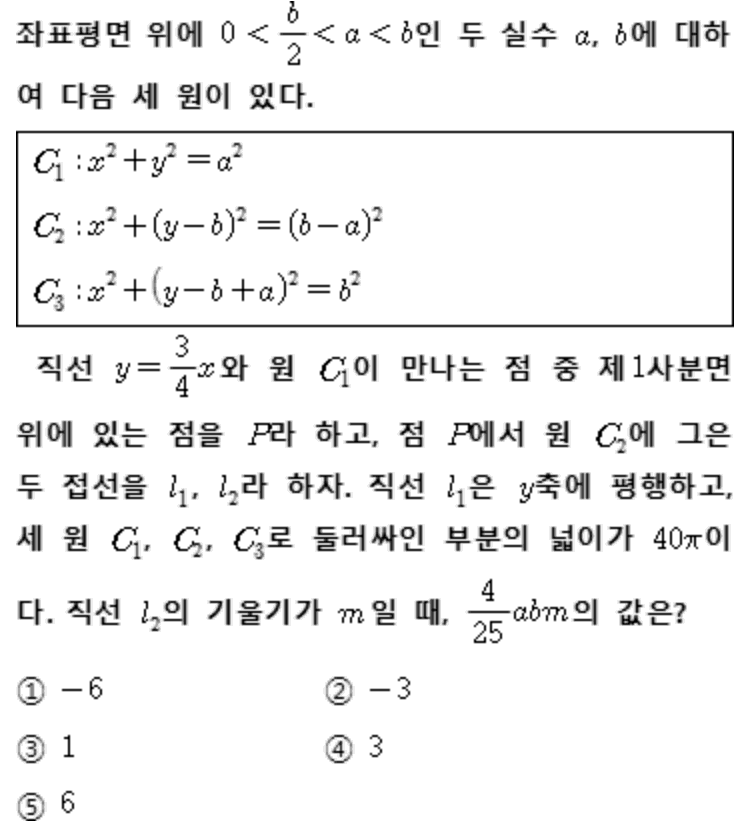 좌표평면 위에 0 < b/2 < a < b인 두 실수 a, b에 대하
여 다음 세 원이 있다.
C₁ : x² + y² = a²
C₂ : x² + (y − b)² = (b − a)²
C₃ : x² + (y − b + a)² = b²
직선 y = 3/4 x와 원 C₁이 만나는 점 중 제1사분면
위에 있는 점을 P라 하고, 점 P에서 원 C₂에 그은
두 접선을 l₁, l₂라 하자. 직선 l₁은 y축에 평행하고,
세 원 C₁, C₂, C₃로 둘러싸인 부분의 넓이가 40π이
다. 직선 l₂의 기울기가 m일 때, 4/25 abm의 값은?
① −6 ② −3
③ 1 ④ 3
⑤ 6